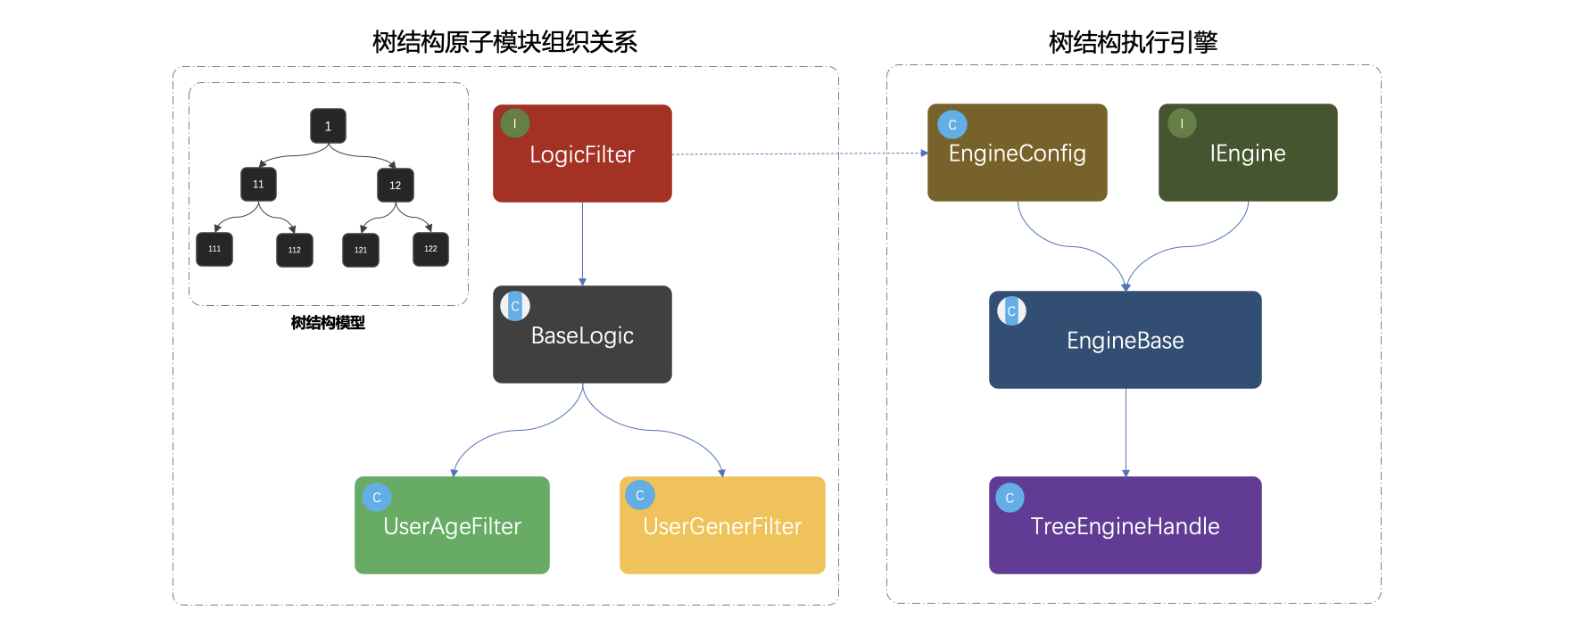 树结构原子模块组织关系
1
11
12
111
112
121
122
树结构模型
I
LogicFilter
C
BaseLogic
C
UserAgeFilter
C
UserGenerFilter
树结构执行引擎
C
EngineConfig
I
IEngine
C
EngineBase
C
TreeEngineHandle